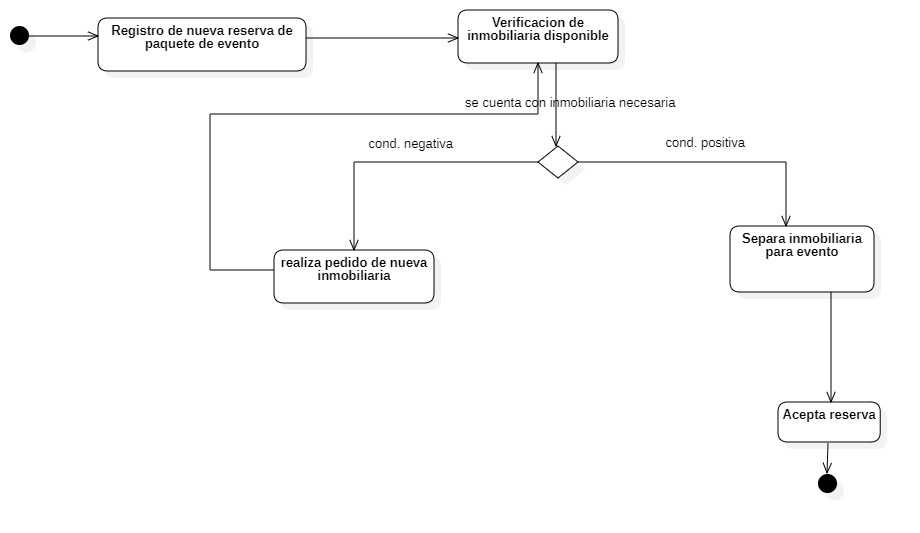 Registro de nueva reserva de
paquete de evento
Verificacion de
inmobiliaria disponible
se cuenta con inmobiliaria necesaria
cond. negativa
cond. positiva
realiza pedido de nueva
inmobiliaria
Separa inmobiliaria
para evento
Acepta reserva